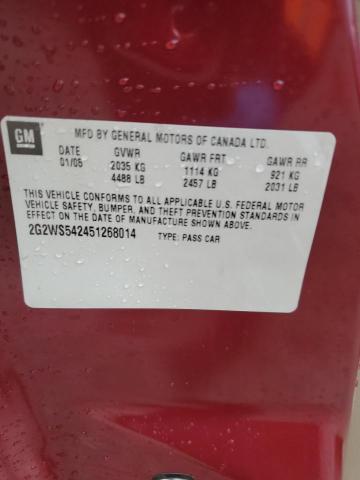 GM
MFD BY GENERAL MOTORS OF CANADA LTD.
DATE GVWR GAWR FRT GAWR RR
01/05 2035 KG 1114 KG 921 KG
4488 LB 2457 LB 2031 LB
THIS VEHICLE CONFORMS TO ALL APPLICABLE U.S. FEDERAL MOTOR
VEHICLE SAFETY, BUMPER, AND THEFT PREVENTION STANDARDS IN
EFFECT ON THE DATE OF MANUFACTURE SHOWN ABOVE.
2G2WS542451268014 TYPE: PASS CAR